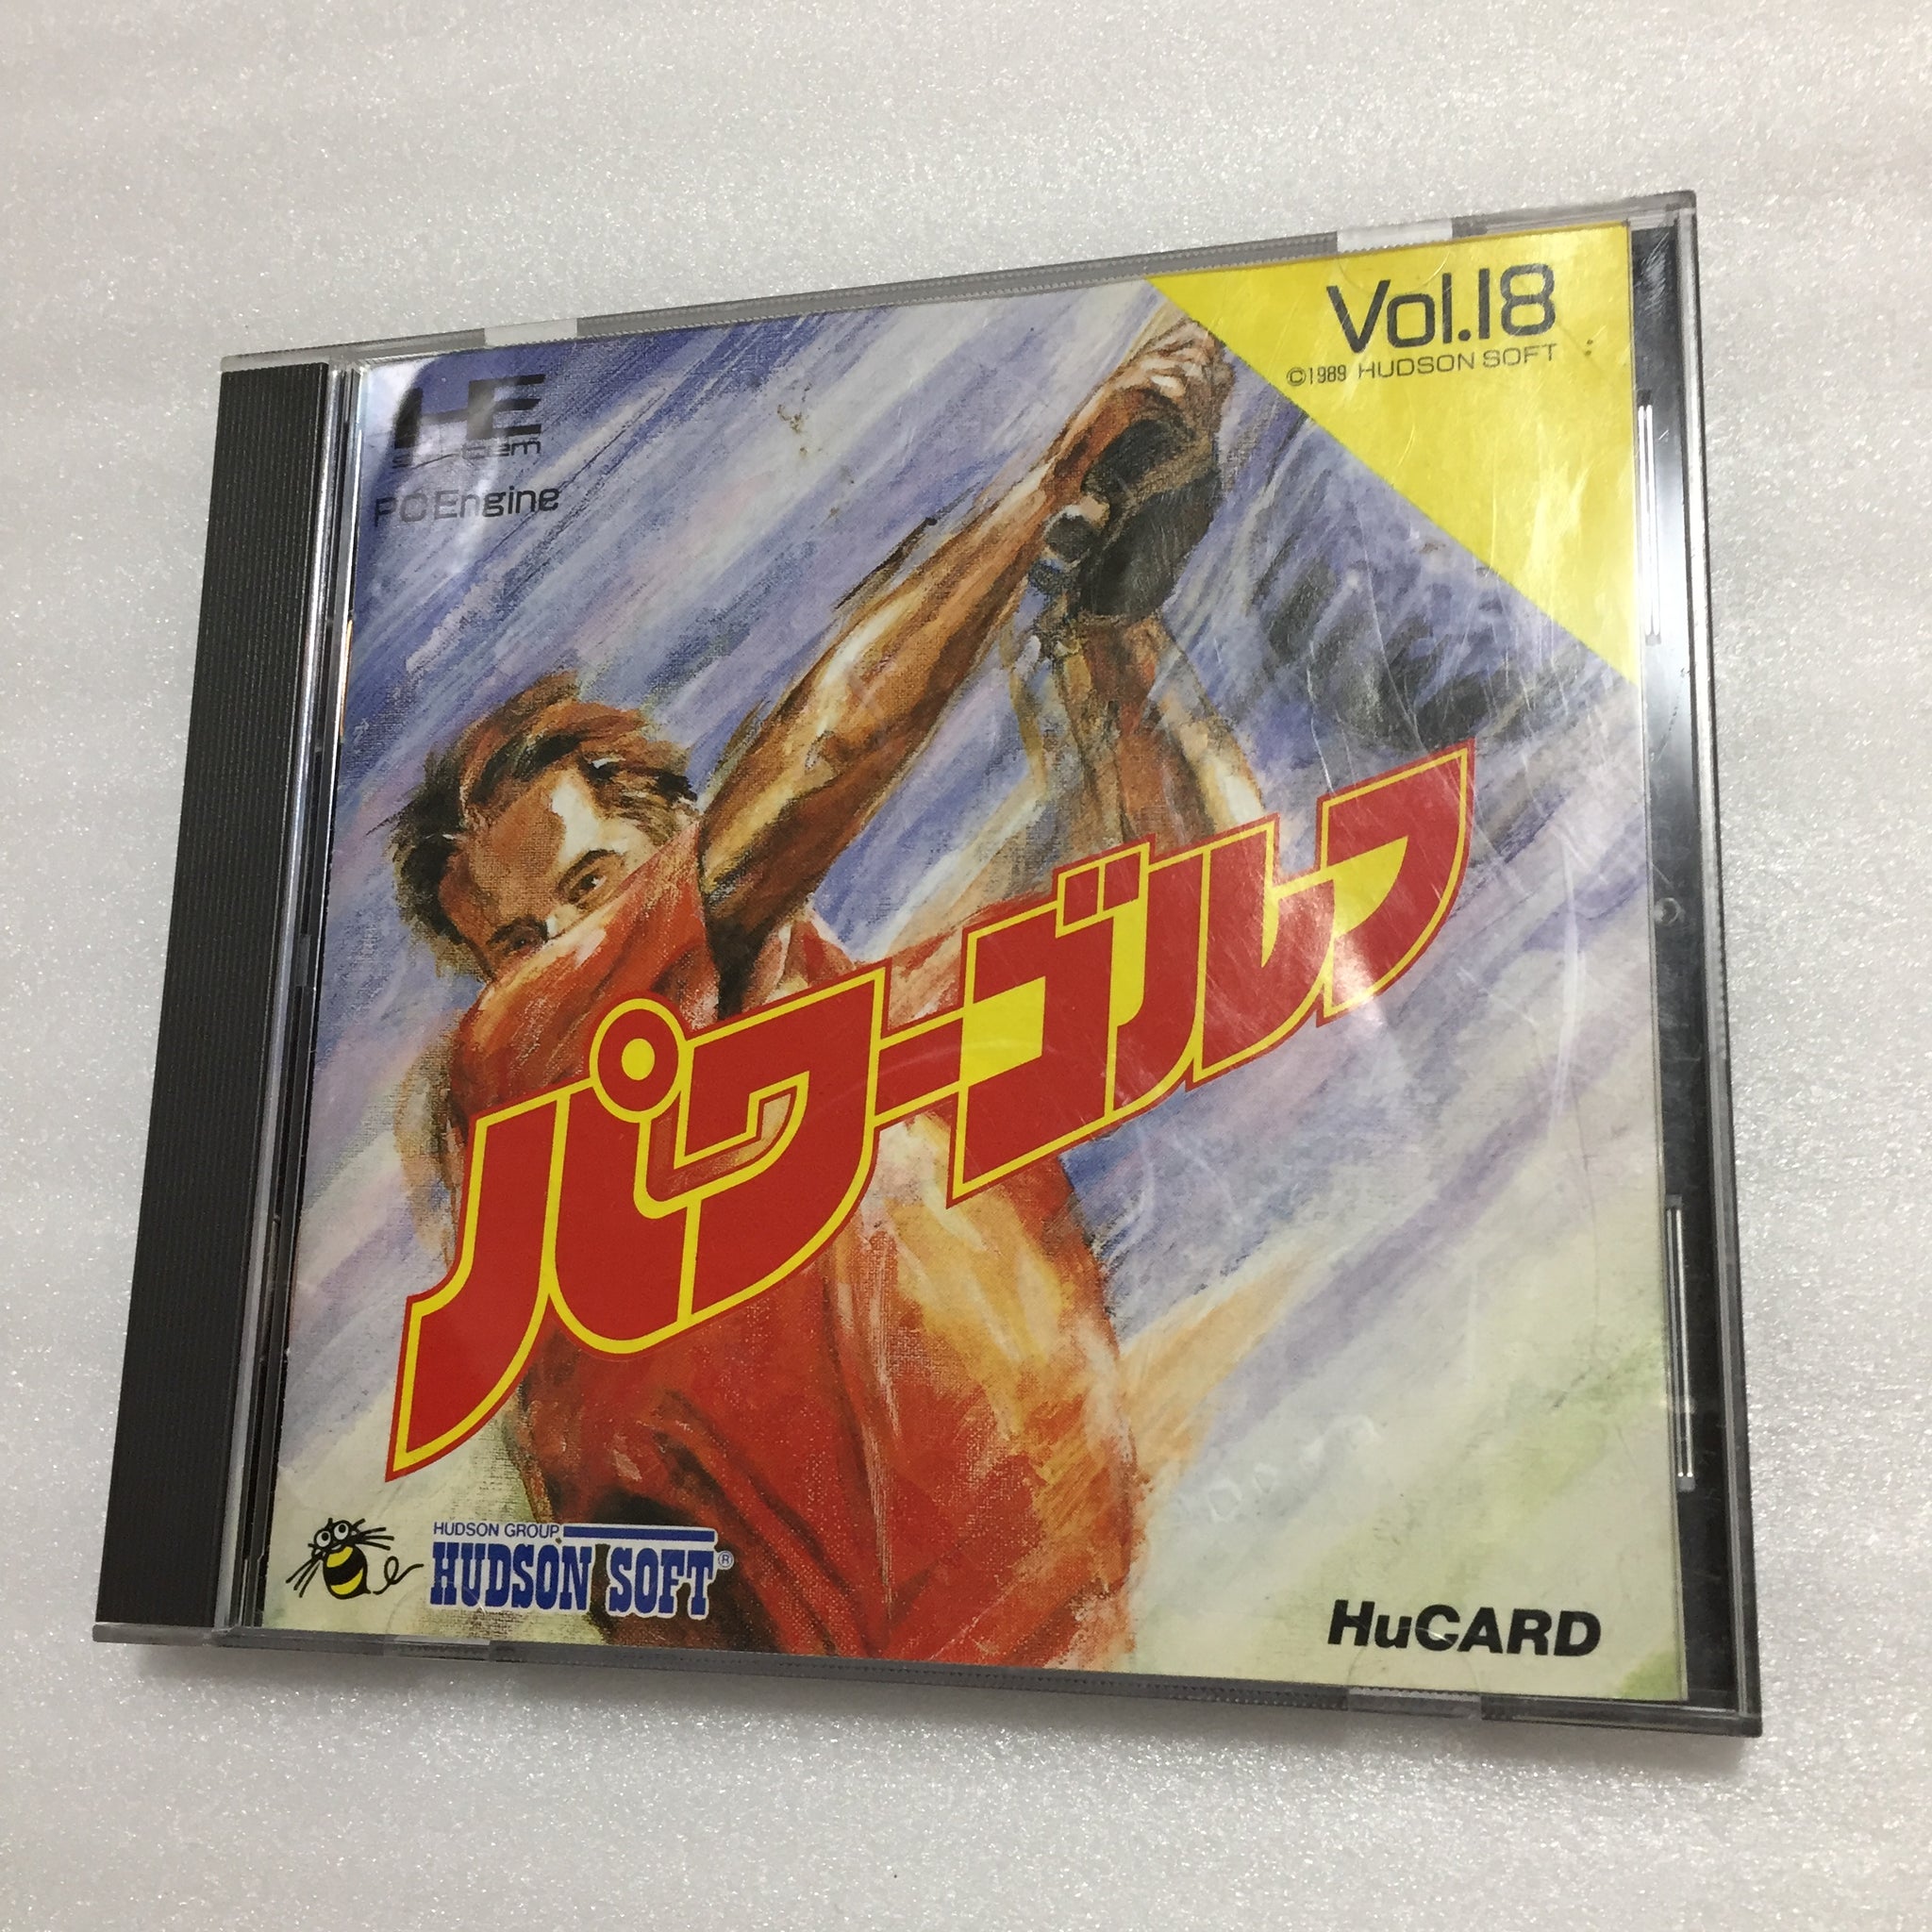 Vol.18
©1989 HUDSON SOFT
HE
System
PC Engine
パワーゴルフ
HUDSON GROUP
HUDSON SOFT®
HuCARD